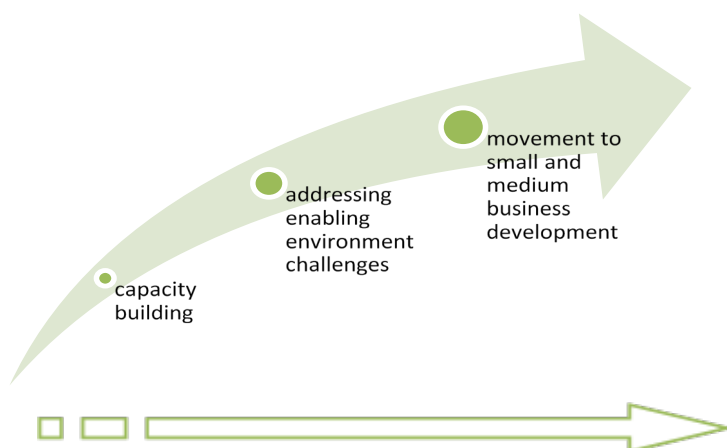 capacity
building
addressing
enabling
environment
challenges
movement to
small and
medium
business
development